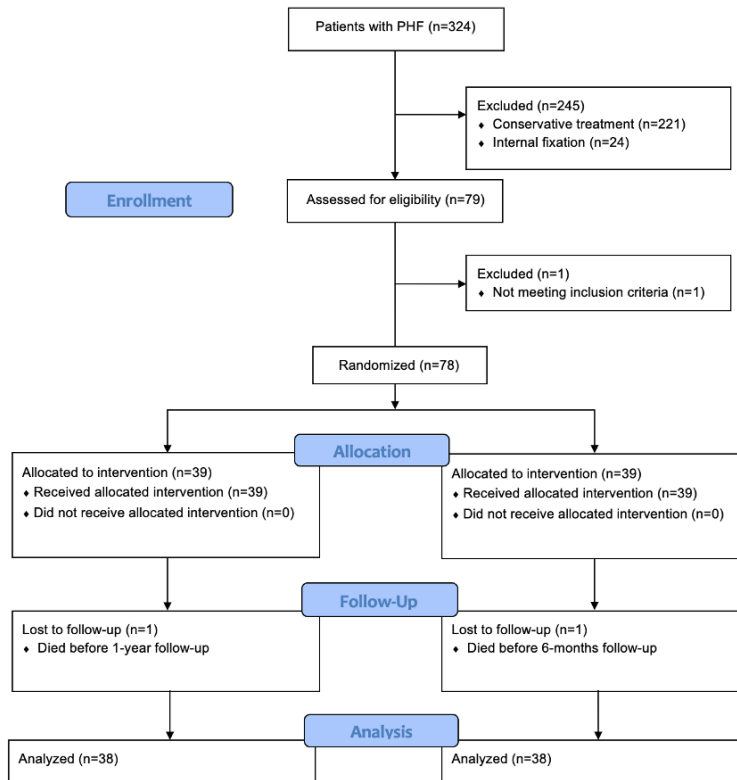 Patients with PHF (n=324)
Excluded (n=245)
♦ Conservative treatment (n=221)
♦ Internal fixation (n=24)
Enrollment
Assessed for eligibility (n=79)
Excluded (n=1)
♦ Not meeting inclusion criteria (n=1)
Randomized (n=78)
Allocation
Allocated to intervention (n=39)
♦ Received allocated intervention (n=39)
♦ Did not receive allocated intervention (n=0)
Allocated to intervention (n=39)
♦ Received allocated intervention (n=39)
♦ Did not receive allocated intervention (n=0)
Follow-Up
Lost to follow-up (n=1)
♦ Died before 1-year follow-up
Lost to follow-up (n=1)
♦ Died before 6-months follow-up
Analysis
Analyzed (n=38)
Analyzed (n=38)